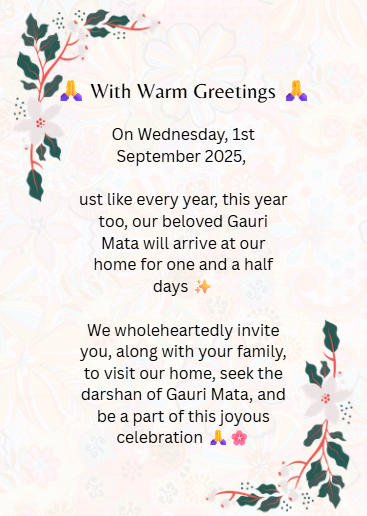 🙏 With Warm Greetings 🙏
On Wednesday, 1st
September 2025,
ust like every year, this year
too, our beloved Gauri
Mata will arrive at our
home for one and a half
days ✨
We wholeheartedly invite
you, along with your family,
to visit our home, seek the
darshan of Gauri Mata, and
be a part of this joyous
celebration 🙏🌸